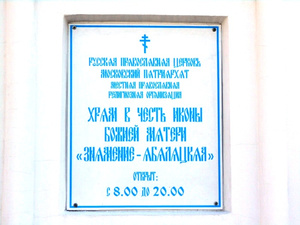 Русская Православная Церковь
Московский Патриархат
Местная православная
религиозная организация
Храм в честь иконы
Божией Матери
«Знамение-Абалацкая»
Открыт:
с 8.00 до 20.00